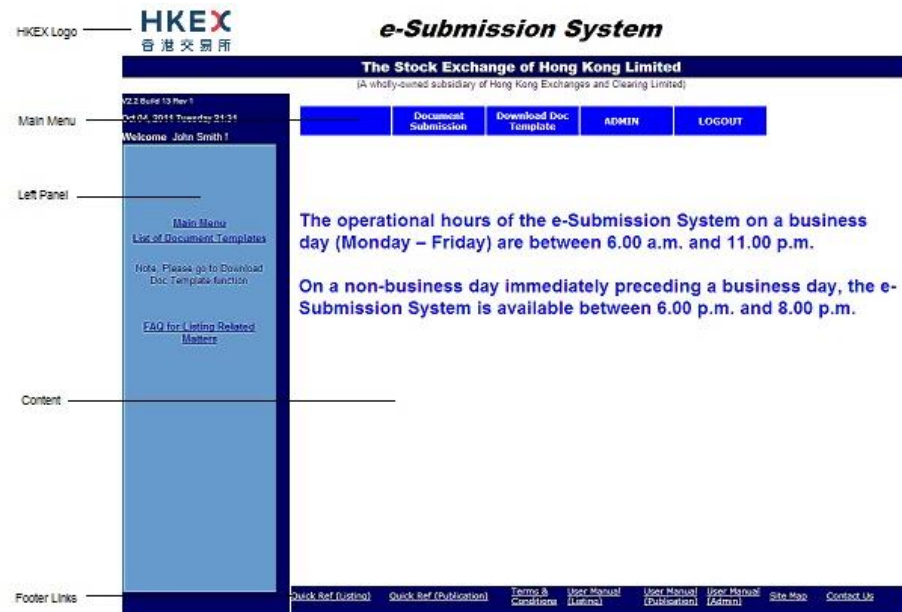 HKEX Logo
HKEX
香港交易所
e-Submission System
The Stock Exchange of Hong Kong Limited
(A wholly-owned subsidiary of Hong Kong Exchanges and Clearing Limited)
V2.2 Build 13 Rev 1
Main Menu
Oct 04, 2011 Tuesday 21:31
Welcome John Smith !
Document
Submission
Download Doc
Template
ADMIN
LOGOUT
Left Panel
Main Menu
List of Document Templates
Note: Please go to Download
Doc Template function
FAQ for Listing Related
Matters
The operational hours of the e-Submission System on a business
day (Monday – Friday) are between 6.00 a.m. and 11.00 p.m.
On a non-business day immediately preceding a business day, the e-
Submission System is available between 6.00 p.m. and 8.00 p.m.
Content
Footer Links
Quick Ref (Listing)
Quick Ref (Publication)
Terms &
Conditions
User Manual
(Listing)
User Manual
(Publication)
User Manual
(Admin)
Site Map
Contact Us